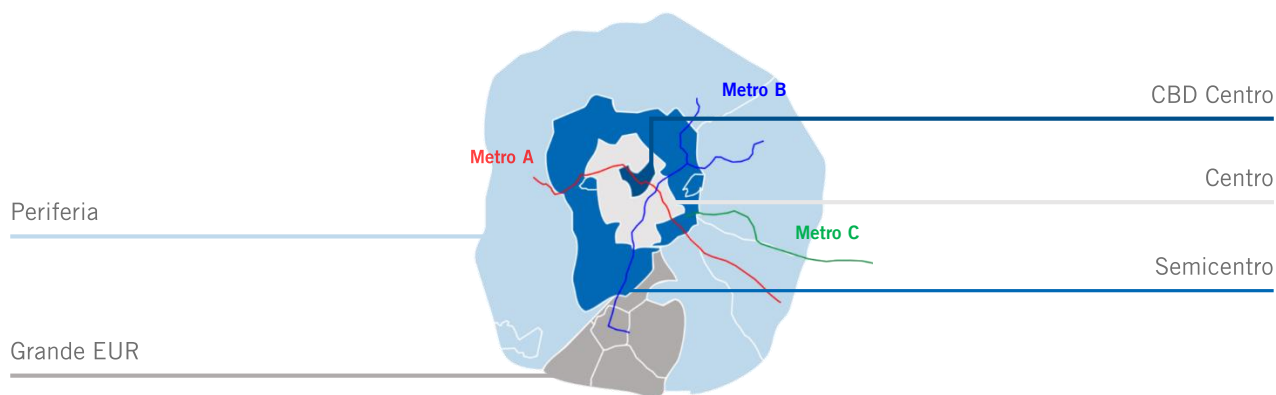 Metro B
CBD Centro
Metro A
Centro
Periferia
Metro C
Semicentro
Grande EUR